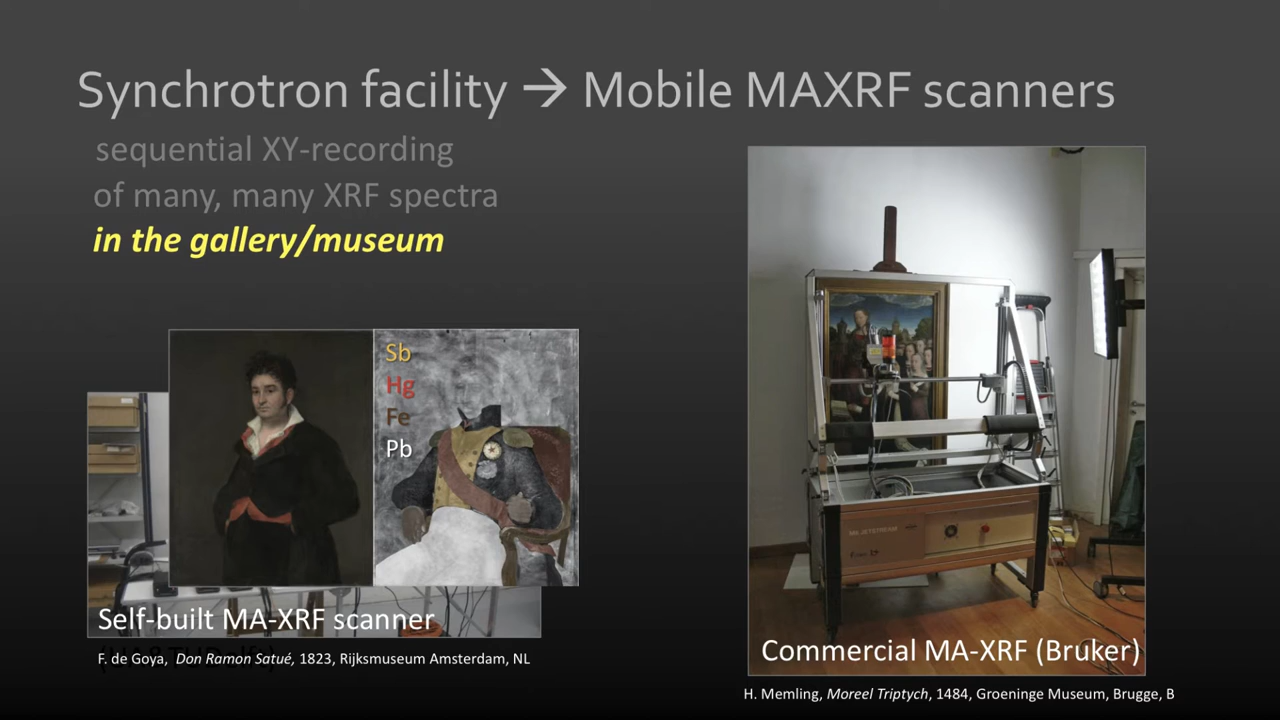 Synchrotron facility → Mobile MAXRF scanners
sequential XY-recording
of many, many XRF spectra
in the gallery/museum
Sb
Hg
Fe
Pb
Self-built MA-XRF scanner
F. de Goya, Don Ramon Satué, 1823, Rijksmuseum Amsterdam, NL
M6 JETSTREAM
Commercial MA-XRF (Bruker)
H. Memling, Moreel Triptych, 1484, Groeninge Museum, Brugge, B